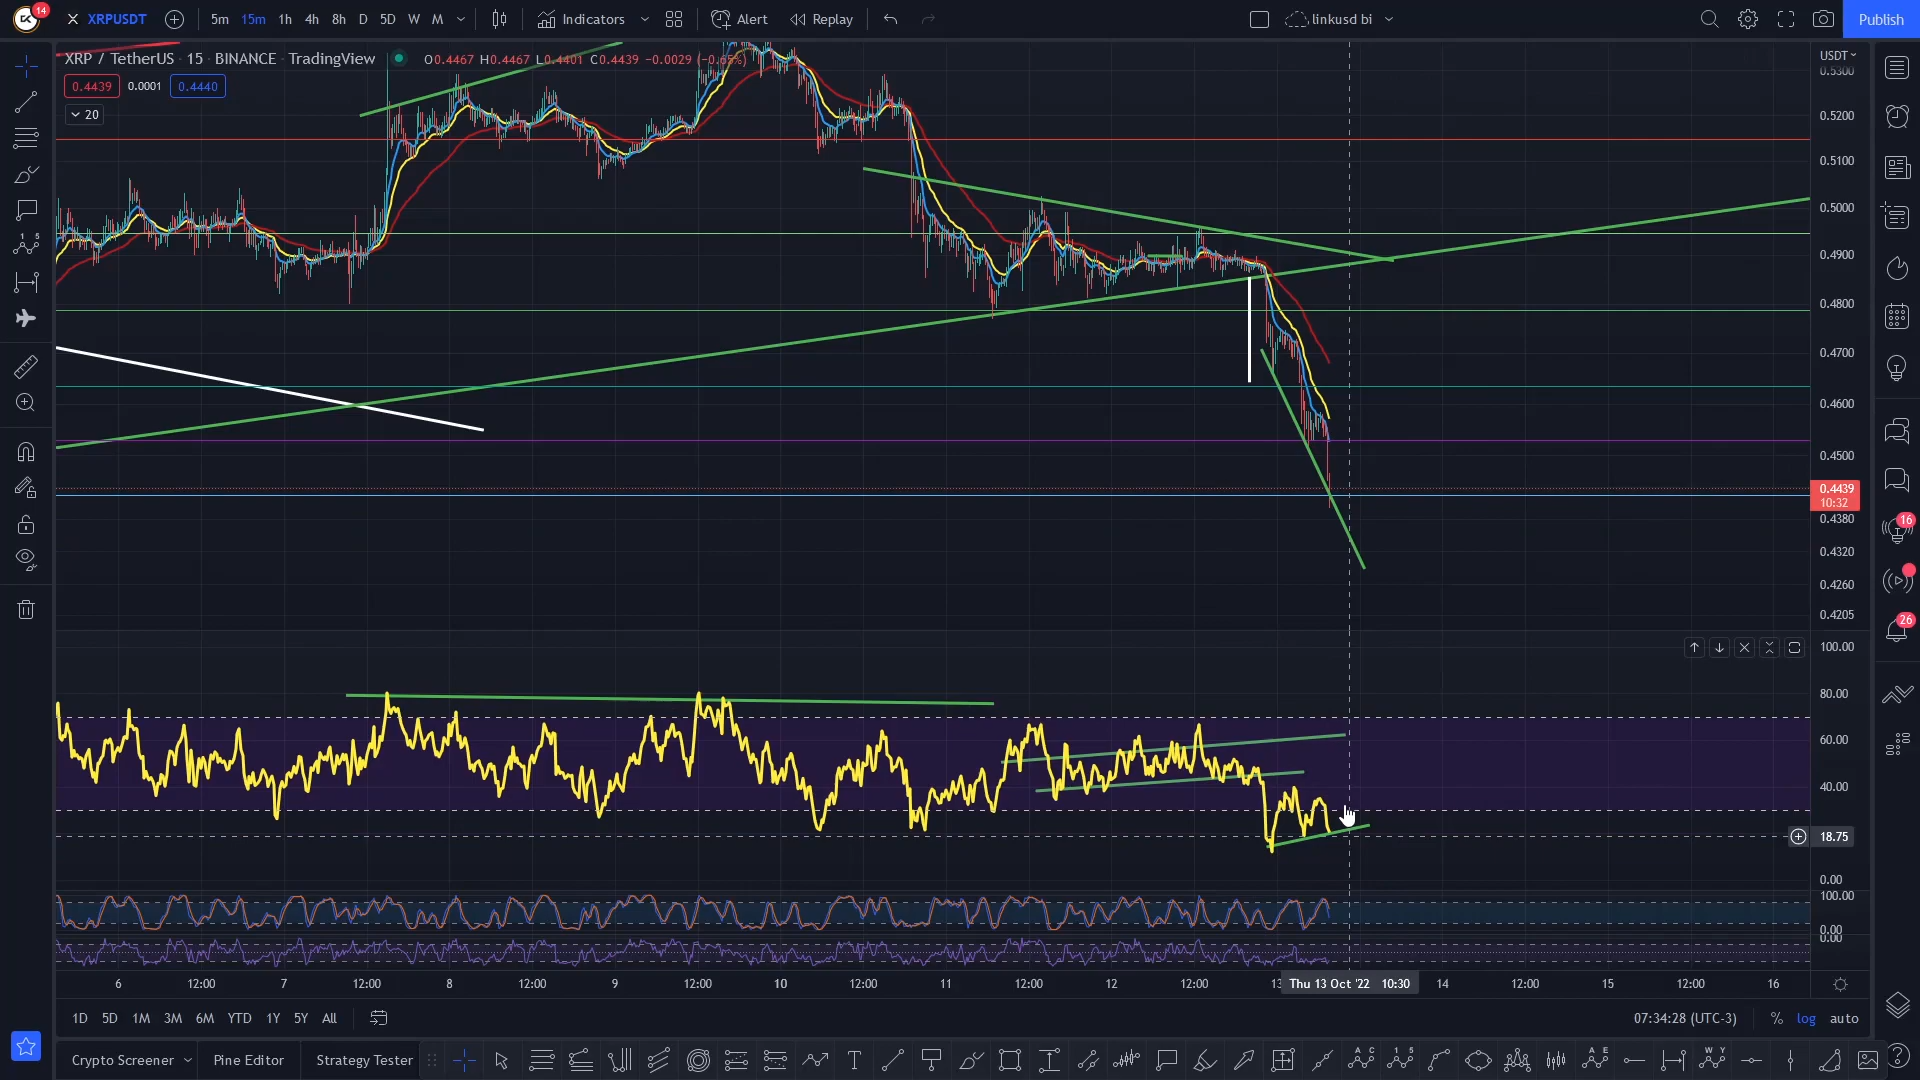 14
XRPUSDT
5m 15m 1h 4h 8h D 5D W M
Indicators
Alert
Replay
linkusd bi
Publish
XRP / TetherUS · 15 · BINANCE · TradingView
O0.4467 H0.4467 L0.4401 C0.4439 -0.0029 (-0.65%)
0.4439 0.0001 0.4440
20
USDT
0.5300
0.5200
0.5100
0.5000
0.4900
0.4800
0.4700
0.4600
0.4500
0.4439
10:32
0.4380
0.4320
0.4260
0.4205
16
26
100.00
80.00
60.00
40.00
18.75
0.00
100.00
0.00
0.00
6 12:00 7 12:00 8 12:00 9 12:00 10 12:00 11 12:00 12 12:00 13 Thu 13 Oct '22 10:30 14 12:00 15 12:00 16
1D 5D 1M 3M 6M YTD 1Y 5Y All
07:34:28 (UTC-3) % log auto
Crypto Screener Pine Editor Strategy Tester